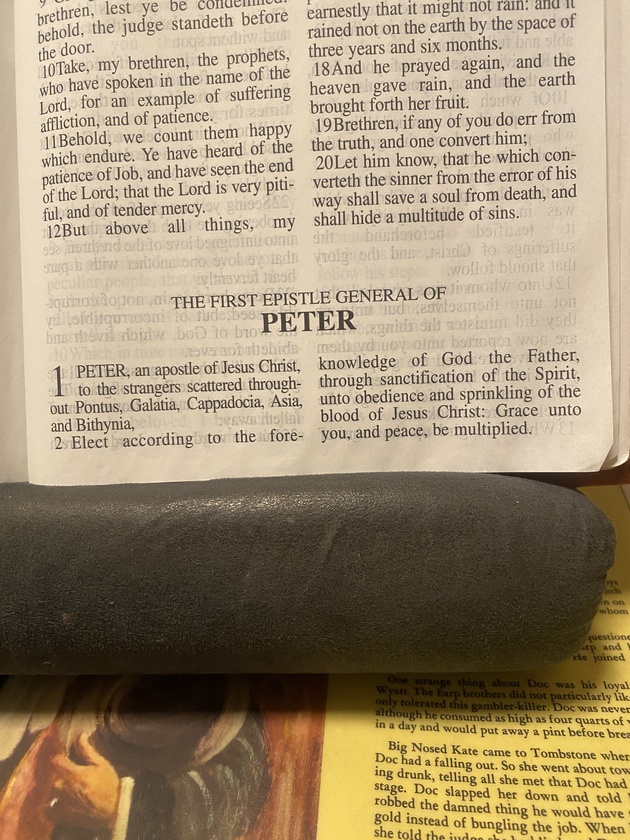 brethren, lest ye be condemned:
behold, the judge standeth before
the door.
10Take, my brethren, the prophets,
who have spoken in the name of the
Lord, for an example of suffering
affliction, and of patience.
11Behold, we count them happy
which endure. Ye have heard of the
patience of Job, and have seen the end
of the Lord; that the Lord is very piti-
ful, and of tender mercy.
12But above all things, my
earnestly that it might not rain: and it
rained not on the earth by the space of
three years and six months.
18And he prayed again, and the
heaven gave rain, and the earth
brought forth her fruit.
19Brethren, if any of you do err from
the truth, and one convert him;
20Let him know, that he which con-
verteth the sinner from the error of his
way shall save a soul from death, and
shall hide a multitude of sins.
THE FIRST EPISTLE GENERAL OF
PETER
1 PETER, an apostle of Jesus Christ,
to the strangers scattered through-
out Pontus, Galatia, Cappadocia, Asia,
and Bithynia,
2 Elect according to the fore-
knowledge of God the Father,
through sanctification of the Spirit,
unto obedience and sprinkling of the
blood of Jesus Christ: Grace unto
you, and peace, be multiplied.
on
whom
and
joined
One strange thing about Doc was his loyal
Wyatt. The Earp brothers did not particularly lik
only tolerated this gambler-killer. Doc was never
although he consumed as high as four quarts of
in a day and would put away a pint before brea
Big Nosed Kate came to Tombstone wher
Doc had a falling out. So she went about tow
ing drunk, telling all she met that Doc had
stage. Doc slapped her down and told
robbed the damned thing he would have
gold instead of bungling the job. When
she told the judge she